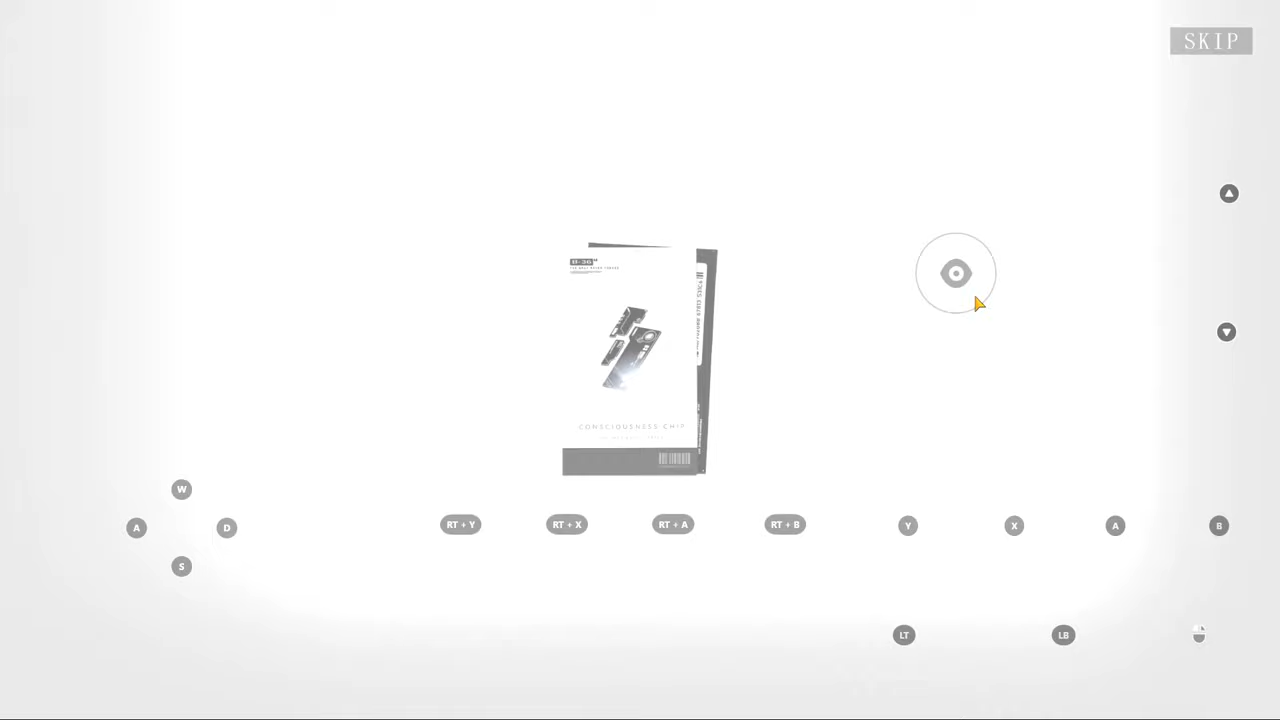 SKIP
CONSCIOUSNESS CHIP
W
A
D
S
RT + Y
RT + X
RT + A
RT + B
Y
X
A
B
LT
LB